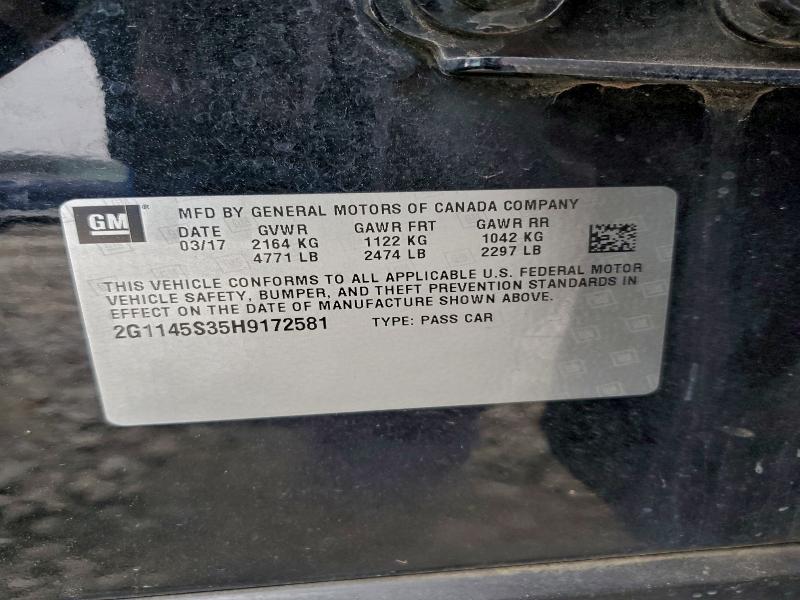 GM
MFD BY GENERAL MOTORS OF CANADA COMPANY
DATE GVWR GAWR FRT GAWR RR
03/17 2164 KG 1122 KG 1042 KG
4771 LB 2474 LB 2297 LB
THIS VEHICLE CONFORMS TO ALL APPLICABLE U.S. FEDERAL MOTOR
VEHICLE SAFETY, BUMPER, AND THEFT PREVENTION STANDARDS IN
EFFECT ON THE DATE OF MANUFACTURE SHOWN ABOVE.
2G1145S35H9172581 TYPE: PASS CAR